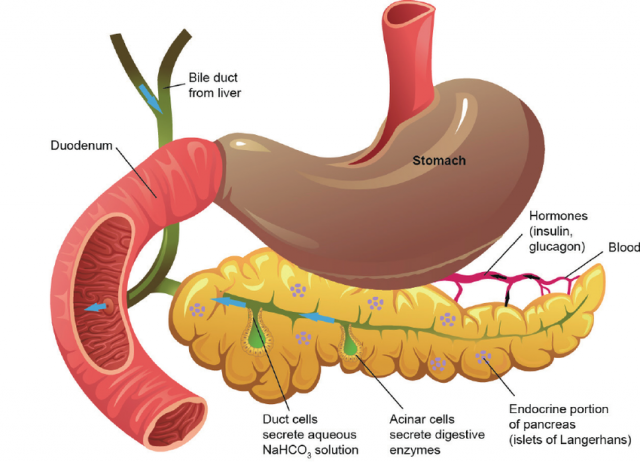 Bile duct
from liver
Duodenum
Stomach
Hormones
(insulin,
glucagon)
Blood
Duct cells
secrete aqueous
NaHCO₃ solution
Acinar cells
secrete digestive
enzymes
Endocrine portion
of pancreas
(islets of Langerhans)